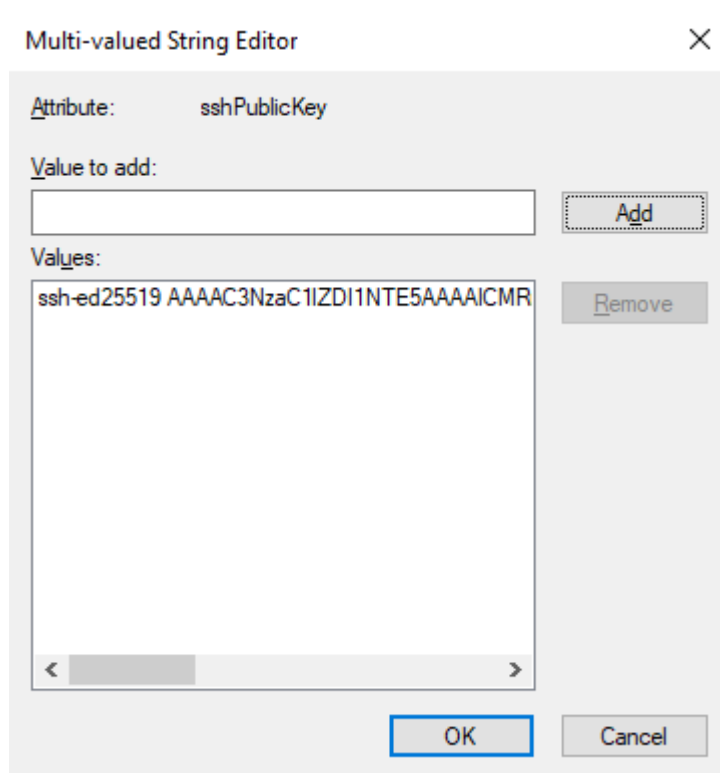 Multi-valued String Editor
Attribute: sshPublicKey
Value to add:
Add
Values:
ssh-ed25519 AAAAC3NzaC1lZDI1NTE5AAAAICMR
Remove
OK Cancel